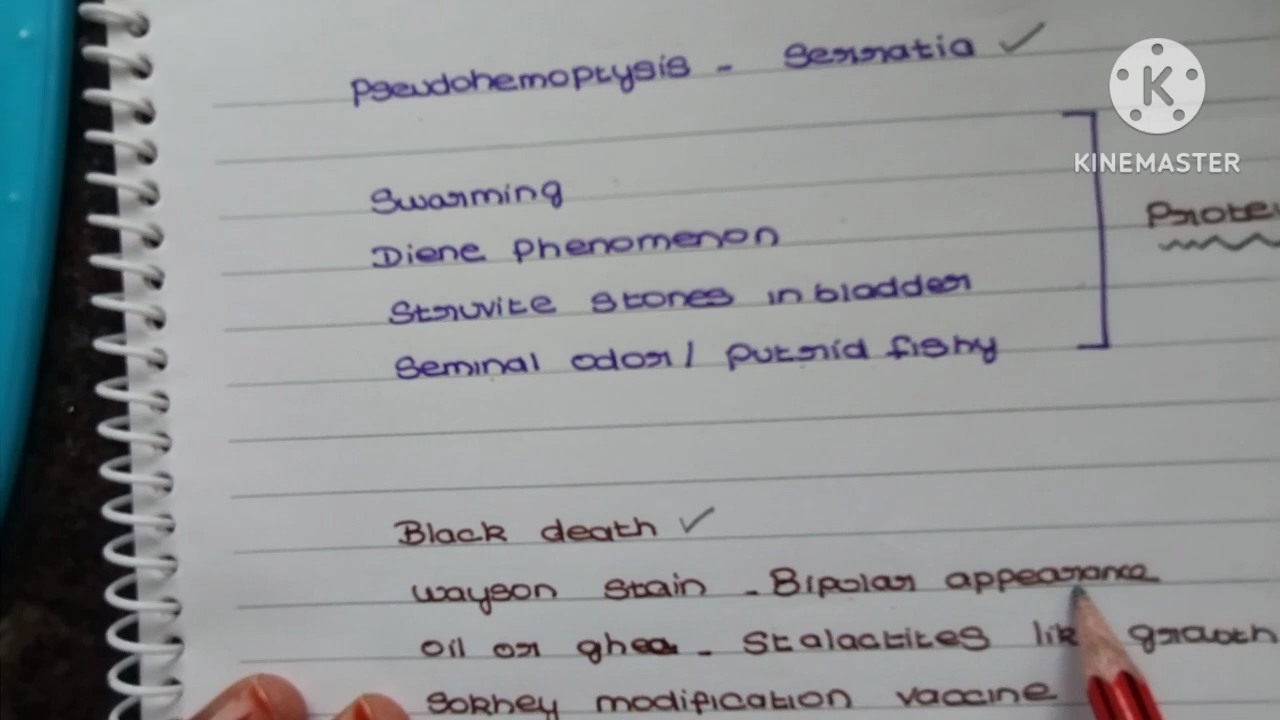 Pseudohemoptysis - Serratia ✓
K
KINEMASTER
Swarming
Diene phenomenon
Struvite stones in bladder
Seminal odor / putrid fishy
Black death ✓
Wayson stain - Bipolar appearance
Oil or ghee - Stalactites growth
Sokhey modification vaccine